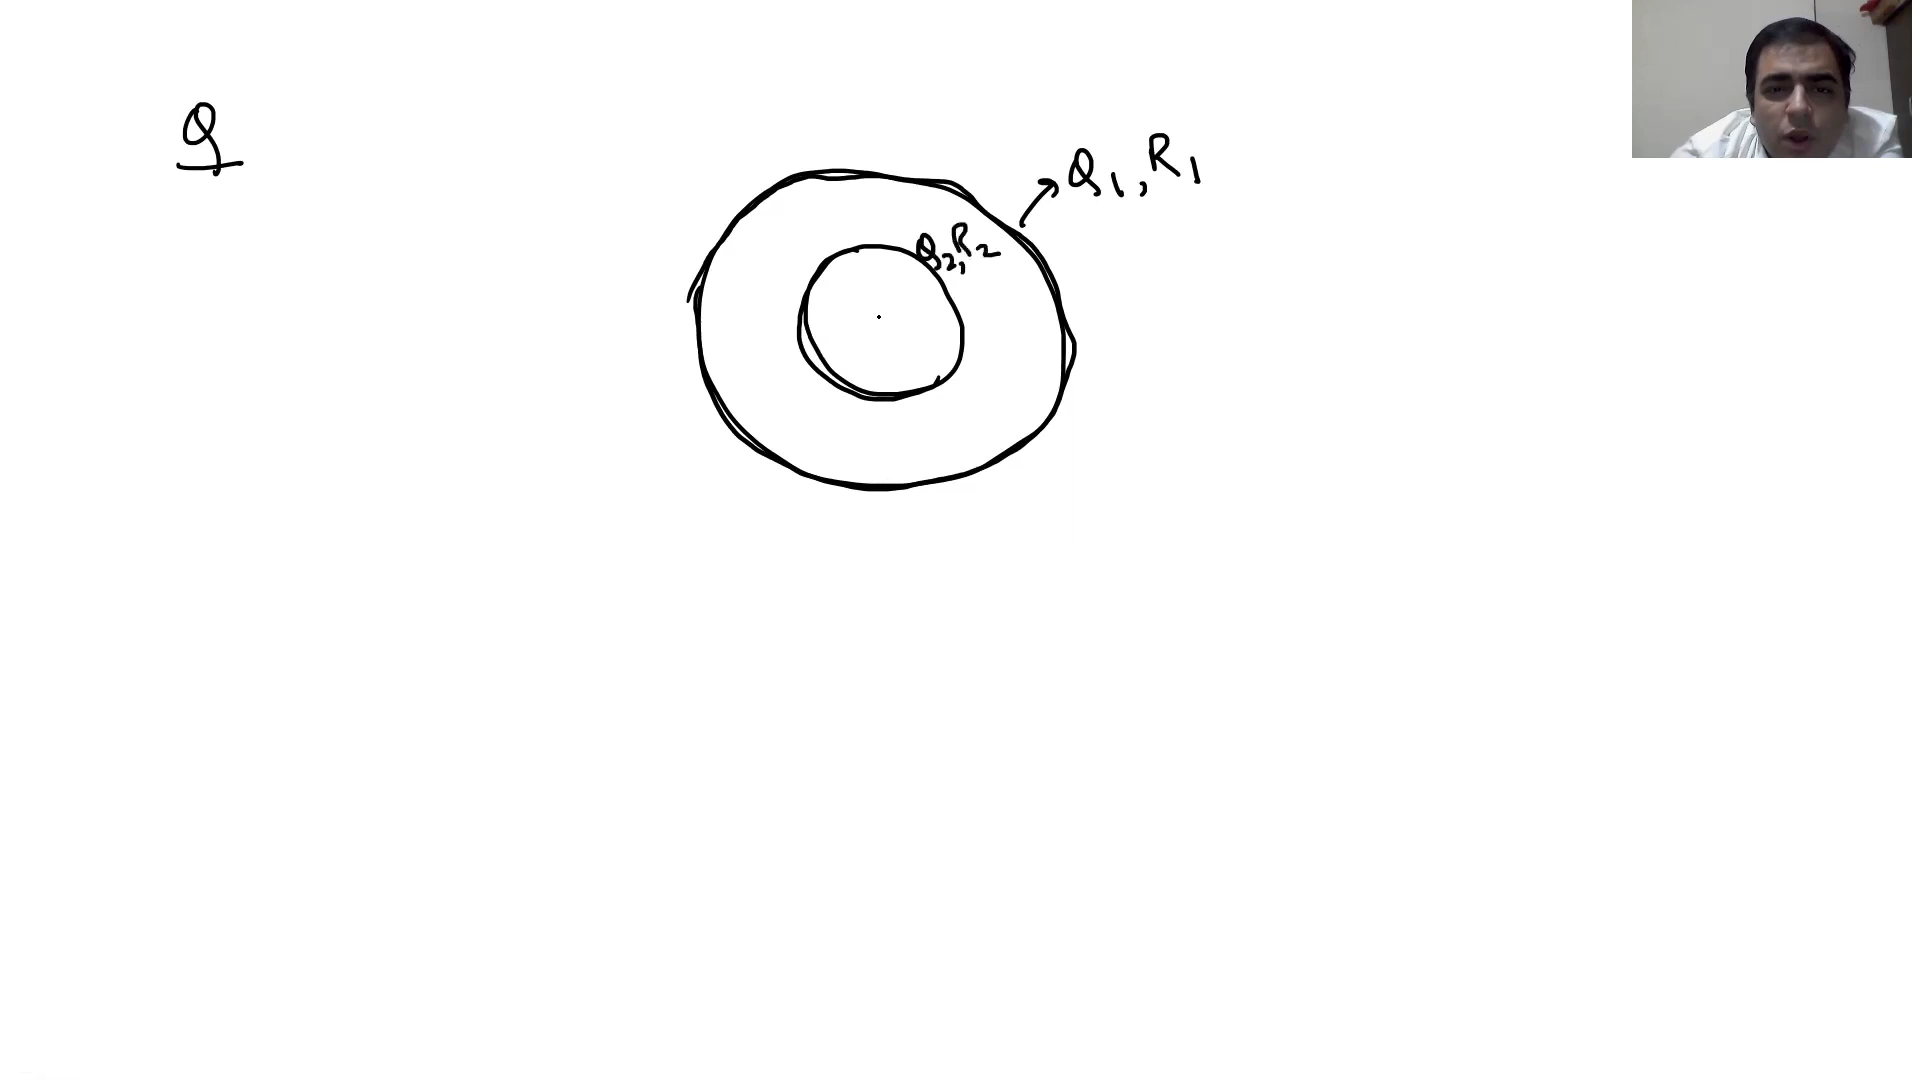 Q
Q₁, R₁
Q₂, R₂